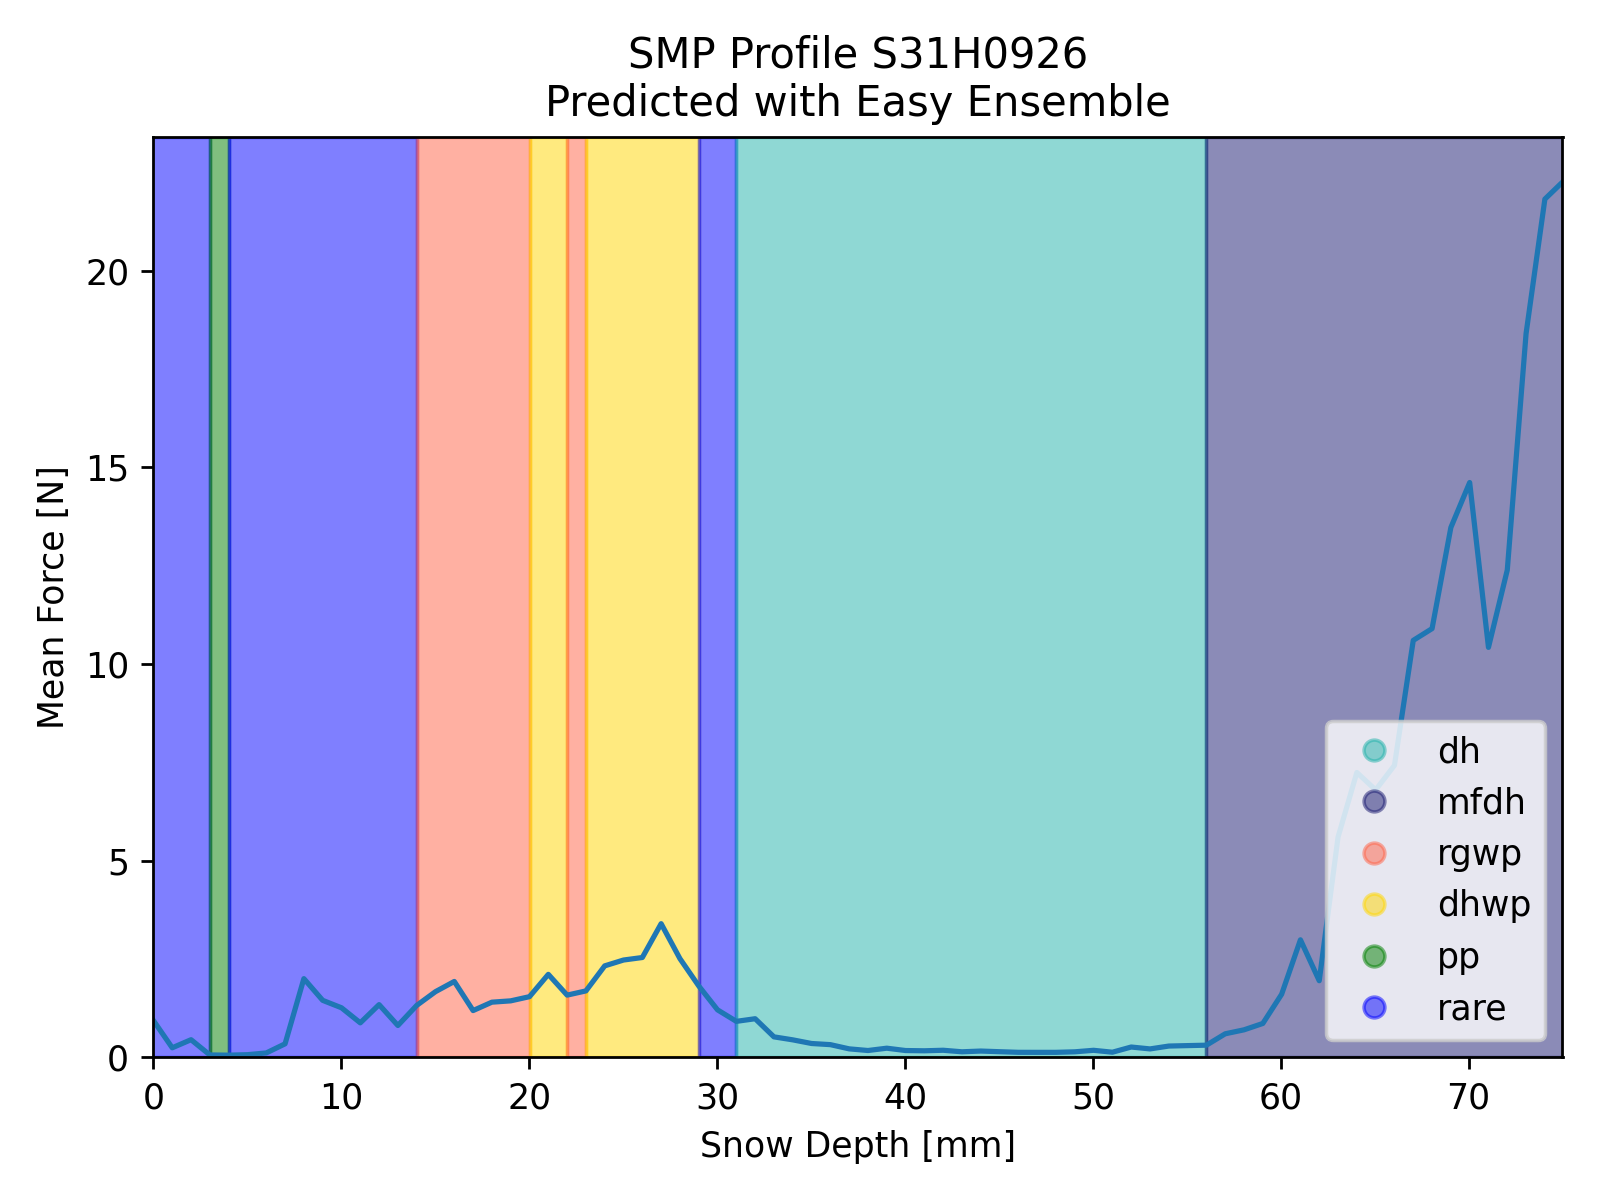 SMP Profile S31H0926
Predicted with Easy Ensemble
Mean Force [N]
20
15
10
5
0
dh
mfdh
rgwp
dhwp
pp
rare
0 10 20 30 40 50 60 70
Snow Depth [mm]